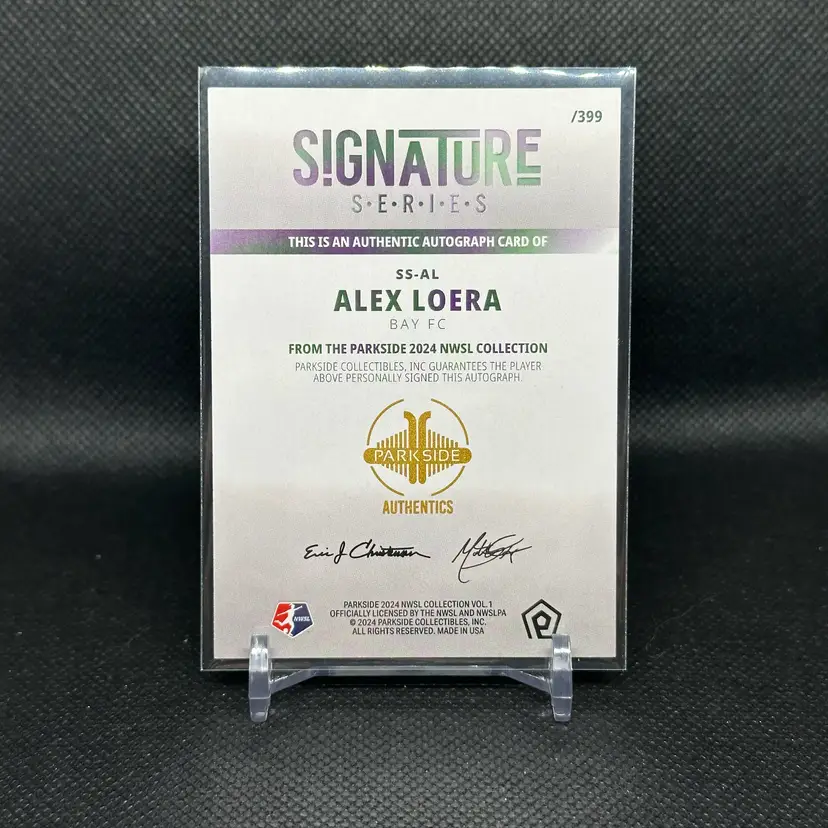 /399
SIGNATURE
S·E·R·I·E·S
THIS IS AN AUTHENTIC AUTOGRAPH CARD OF
SS-AL
ALEX LOERA
BAY FC
FROM THE PARKSIDE 2024 NWSL COLLECTION
PARKSIDE COLLECTIBLES, INC GUARANTEES THE PLAYER
ABOVE PERSONALLY SIGNED THIS AUTOGRAPH.
PARKSIDE
AUTHENTICS
Eric J. Christensen
NWSL
PARKSIDE 2024 NWSL COLLECTION VOL.1
OFFICIALLY LICENSED BY THE NWSL AND NWSLPA
© 2024 PARKSIDE COLLECTIBLES, INC.
ALL RIGHTS RESERVED. MADE IN USA